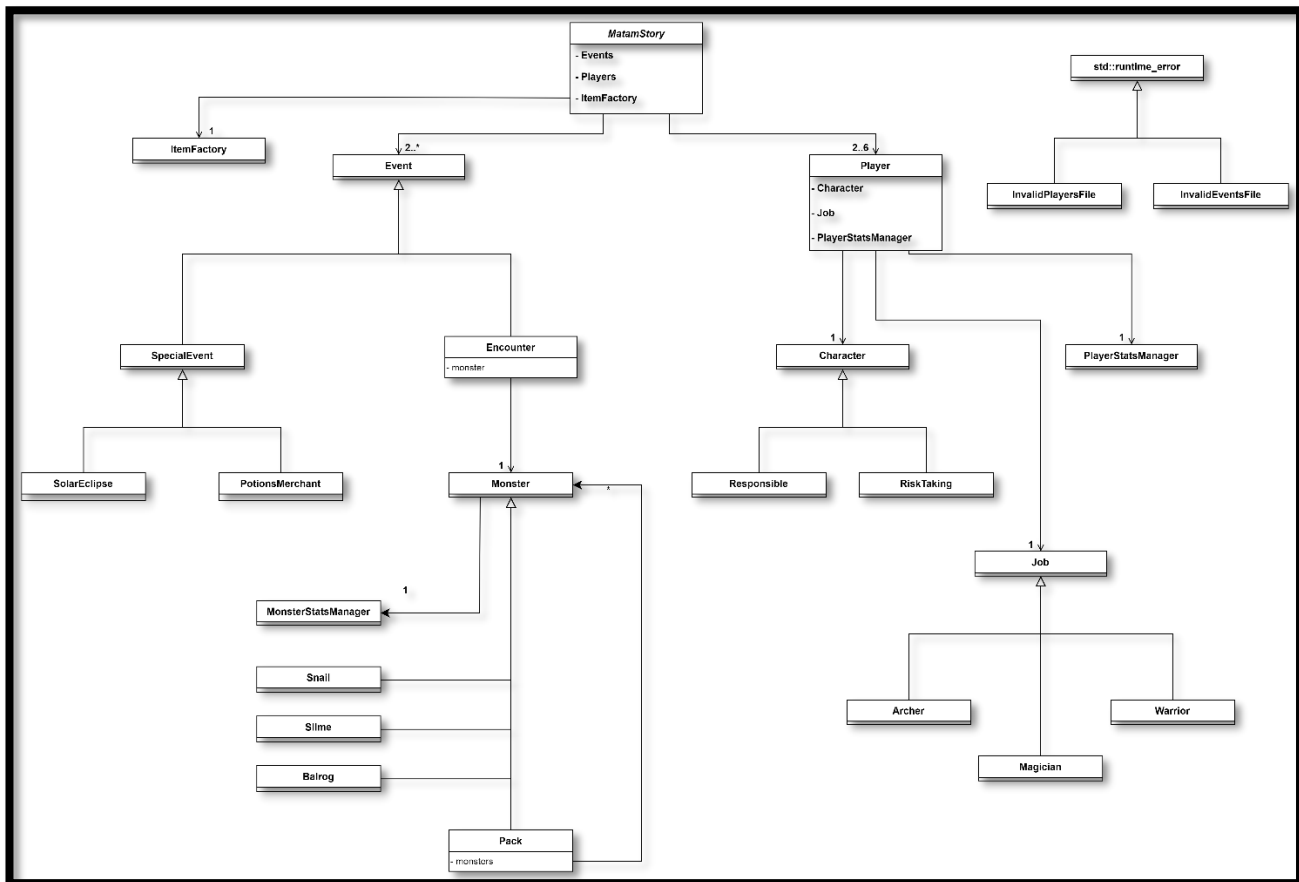 MatamStory
- Events
- Players
- ItemFactory
std::runtime_error
1
ItemFactory
2..*
Event
2..6
Player
- Character
- Job
- PlayerStatsManager
InvalidPlayersFile
InvalidEventsFile
SpecialEvent
Encounter
- monster
1
Character
1
PlayerStatsManager
SolarEclipse
PotionsMerchant
1
Monster
*
Responsible
RiskTaking
1
Job
1
MonsterStatsManager
Snail
Slime
Balrog
Archer
Warrior
Magician
Pack
- monsters